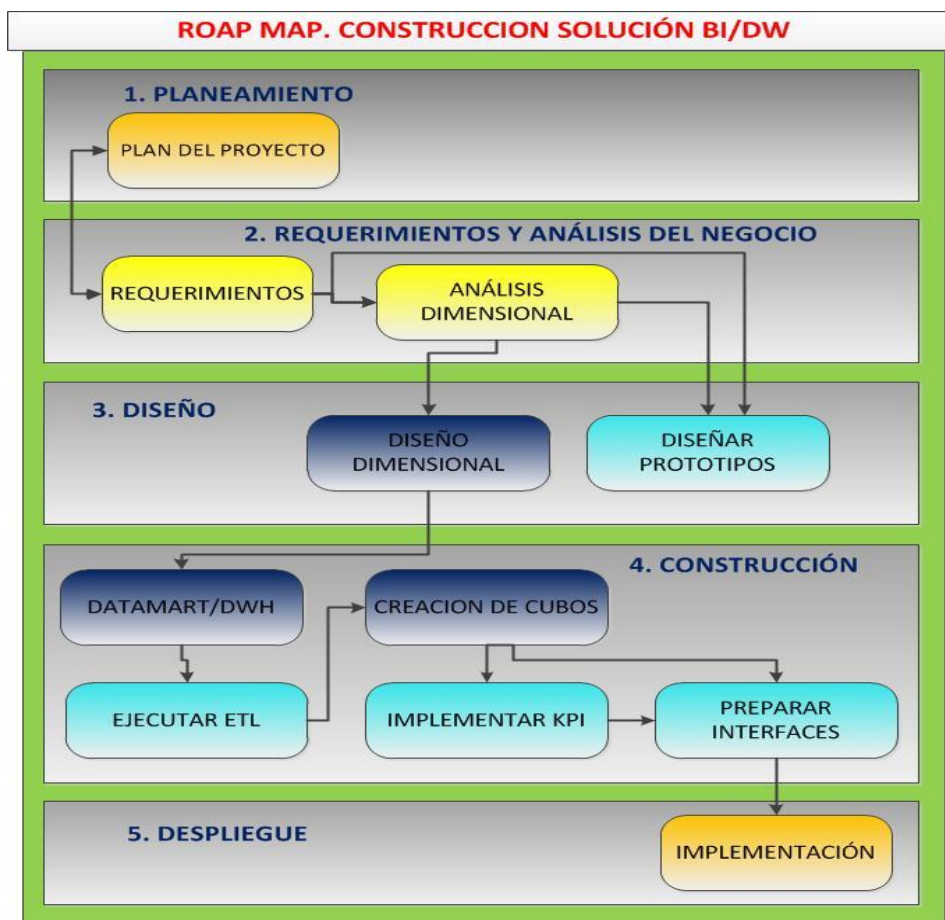 ROAP MAP. CONSTRUCCION SOLUCIÓN BI/DW
1. PLANEAMIENTO
PLAN DEL PROYECTO
2. REQUERIMIENTOS Y ANÁLISIS DEL NEGOCIO
REQUERIMIENTOS
ANÁLISIS
DIMENSIONAL
3. DISEÑO
DISEÑO
DIMENSIONAL
DISEÑAR
PROTOTIPOS
4. CONSTRUCCIÓN
DATAMART/DWH
CREACION DE CUBOS
EJECUTAR ETL
IMPLEMENTAR KPI
PREPARAR
INTERFACES
5. DESPLIEGUE
IMPLEMENTACIÓN